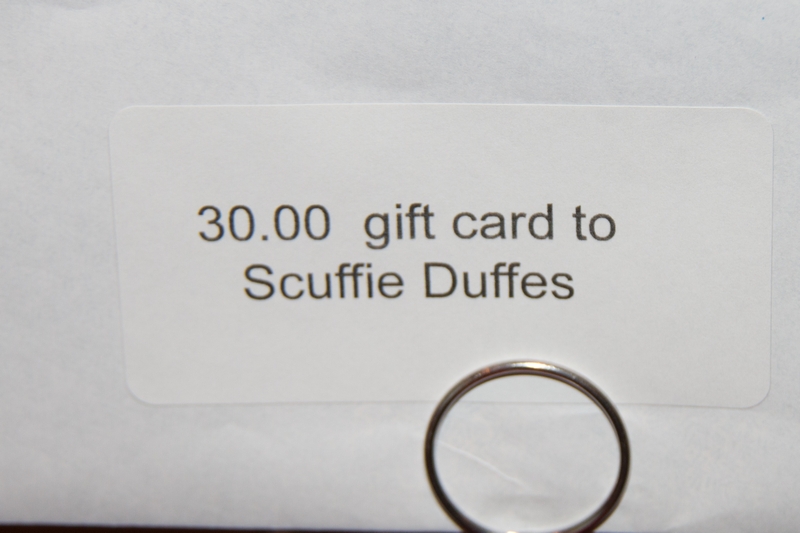 30.00  gift card to
Scuffie Duffes